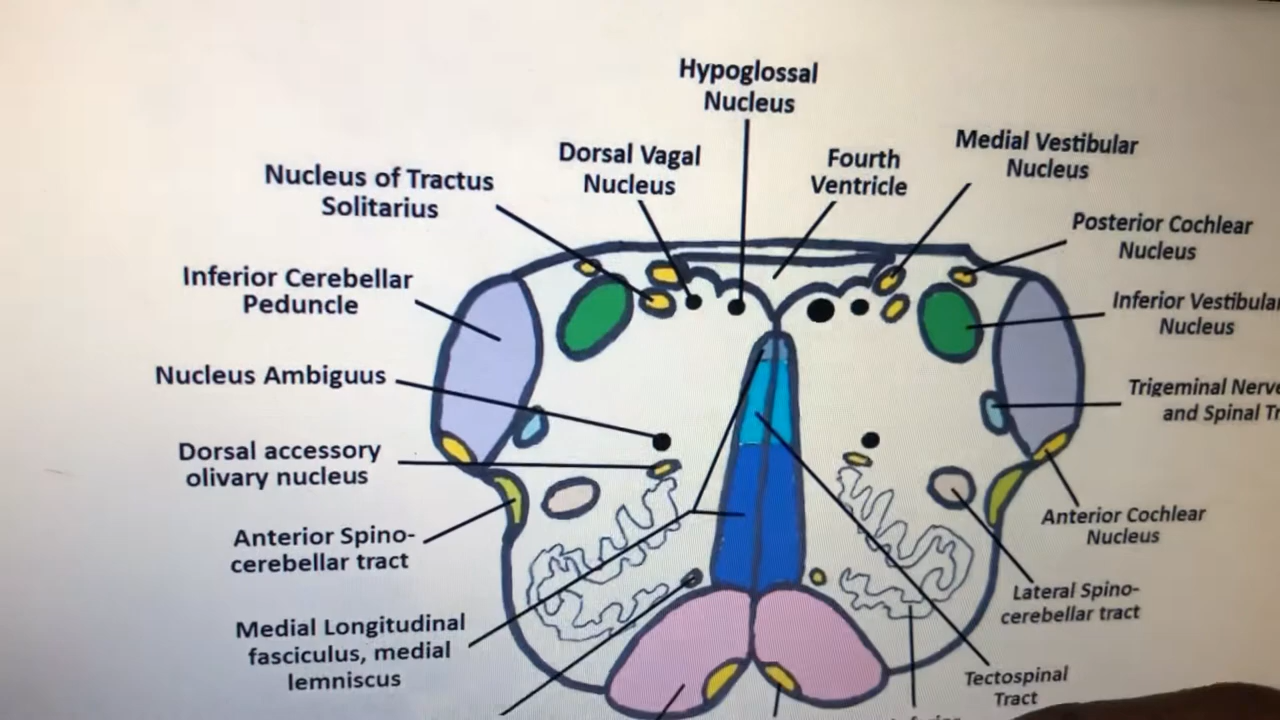 Hypoglossal
Nucleus
Dorsal Vagal
Nucleus
Fourth
Ventricle
Medial Vestibular
Nucleus
Nucleus of Tractus
Solitarius
Posterior Cochlear
Nucleus
Inferior Cerebellar
Peduncle
Inferior Vestibular
Nucleus
Nucleus Ambiguus
Trigeminal Nerve
and Spinal
Dorsal accessory
olivary nucleus
Anterior Spino-
cerebellar tract
Anterior Cochlear
Nucleus
Lateral Spino-
cerebellar tract
Medial Longitudinal
fasciculus, medial
lemniscus
Tectospinal
Tract